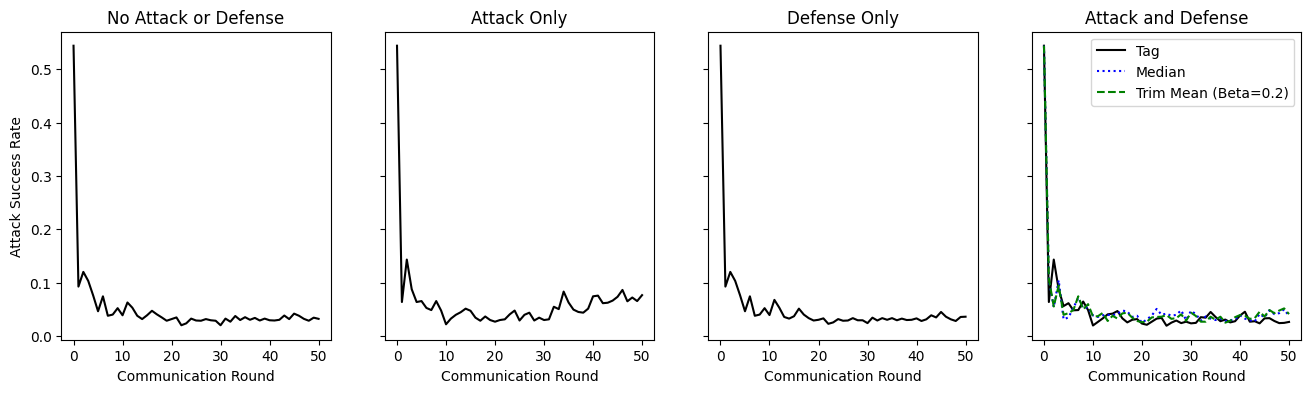 No Attack or Defense
Attack Only
Defense Only
Attack and Defense
Attack Success Rate
0.5
0.4
0.3
0.2
0.1
0.0
Tag
Median
Trim Mean (Beta=0.2)
0 10 20 30 40 50
0 10 20 30 40 50
0 10 20 30 40 50
0 10 20 30 40 50
Communication Round
Communication Round
Communication Round
Communication Round